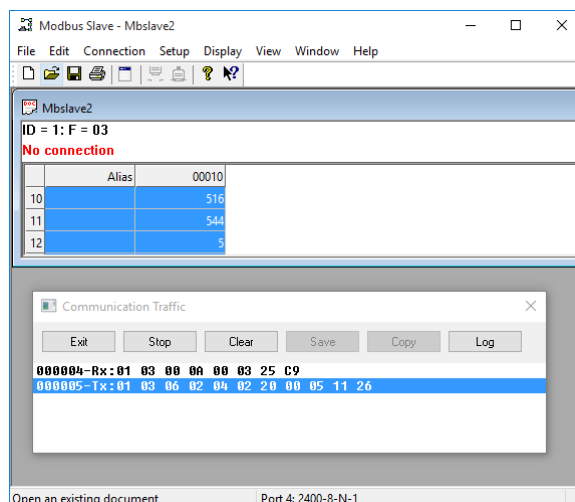 Modbus Slave - Mbslave2
File Edit Connection Setup Display View Window Help
Mbslave2
ID = 1: F = 03
No connection
Alias 00010
10 516
11 544
12 5
Communication Traffic
Exit Stop Clear Save Copy Log
000004-Rx:01 03 00 0A 00 03 25 C9
000005-Tx:01 03 06 02 04 02 20 00 05 11 26
Open an existing document Port 4: 2400-8-N-1